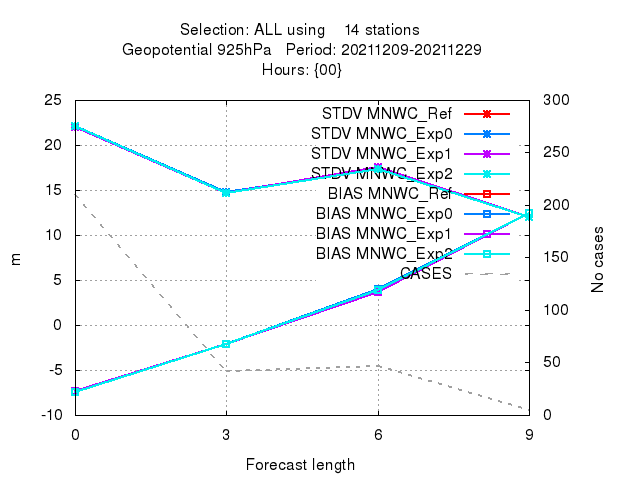 Selection: ALL using    14 stations
Geopotential 925hPa   Period: 20211209-20211229
Hours: {00}
25
20
15
10
5
0
-5
-10
m
300
250
200
150
100
50
0
No cases
STDV MNWC_Ref
STDV MNWC_Exp0
STDV MNWC_Exp1
STDV MNWC_Exp2
BIAS MNWC_Ref
BIAS MNWC_Exp0
BIAS MNWC_Exp1
BIAS MNWC_Exp2
CASES
0
3
6
9
Forecast length